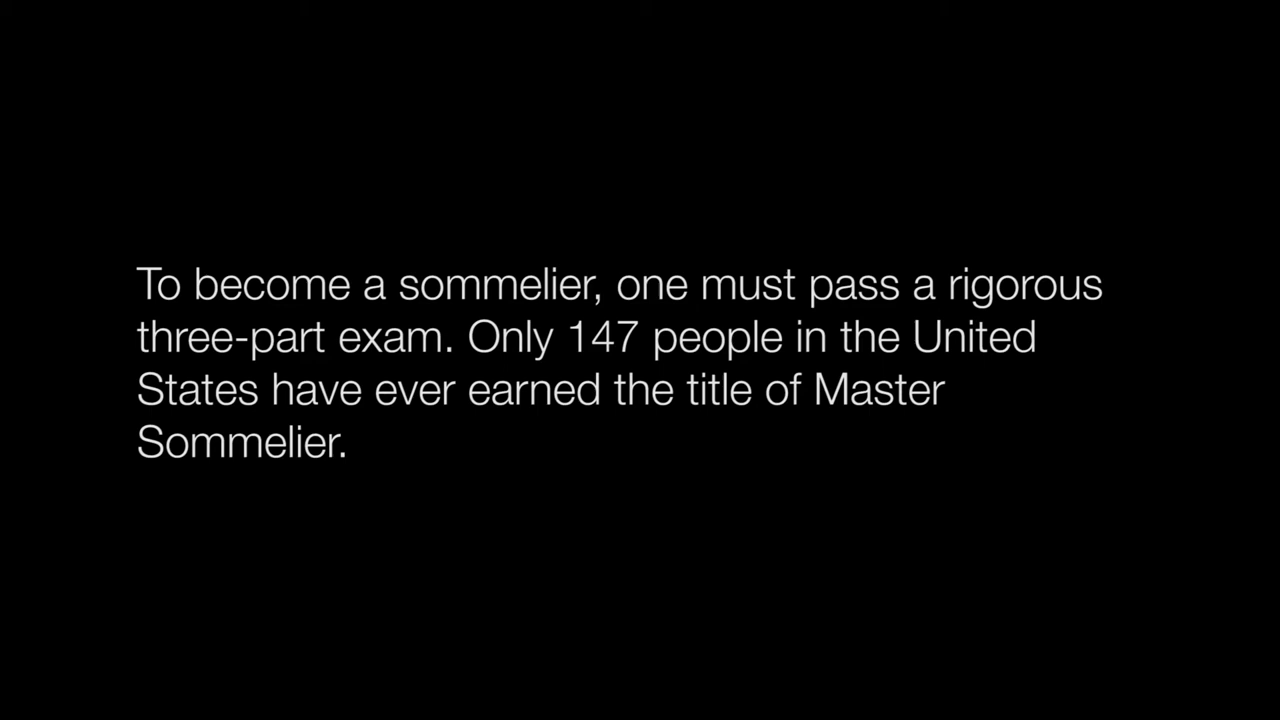 To become a sommelier, one must pass a rigorous
three-part exam. Only 147 people in the United
States have ever earned the title of Master
Sommelier.